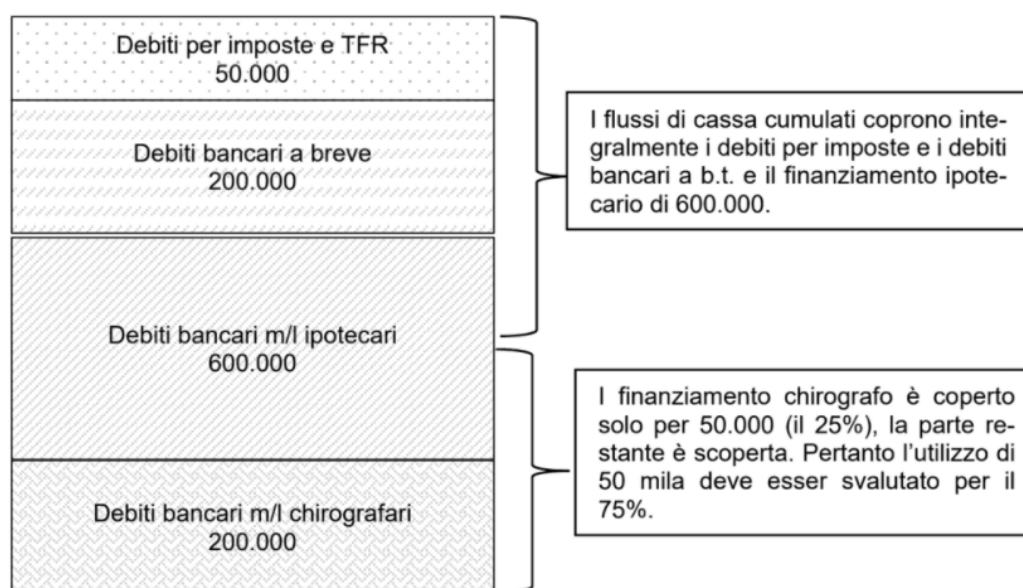 Debiti per imposte e TFR
50.000
Debiti bancari a breve
200.000
Debiti bancari m/l ipotecari
600.000
Debiti bancari m/l chirografari
200.000
I flussi di cassa cumulati coprono inte-
gralmente i debiti per imposte e i debiti
bancari a b.t. e il finanziamento ipote-
cario di 600.000.
I finanziamento chirografo è coperto
solo per 50.000 (il 25%), la parte re-
stante è scoperta. Pertanto l'utilizzo di
50 mila deve esser svalutato per il
75%.